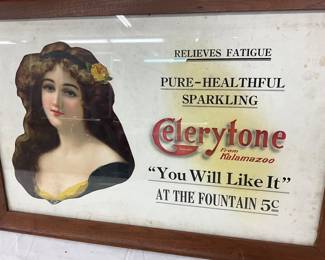 RELIEVES FATIGUE
PURE-HEALTHFUL
SPARKLING
Celerytone
from
Kalamazoo
"You Will Like It"
AT THE FOUNTAIN 5c